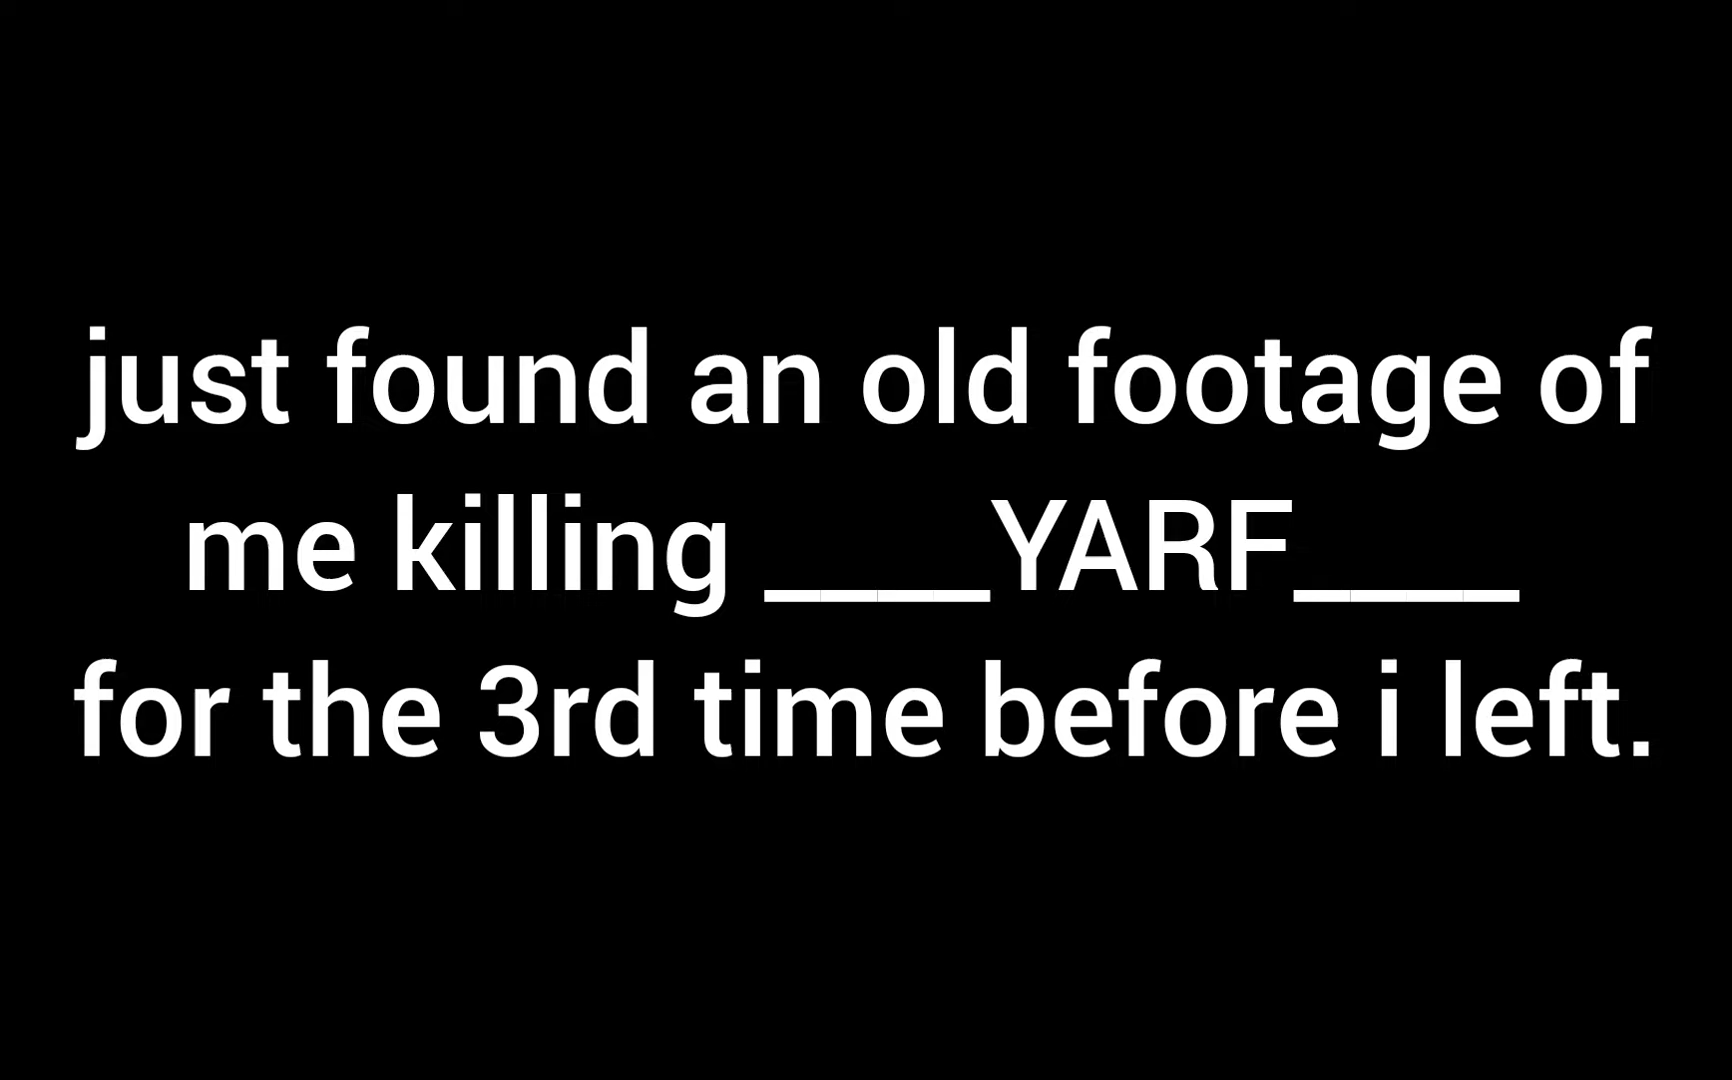 just found an old footage of
me killing ____YARF____
for the 3rd time before i left.